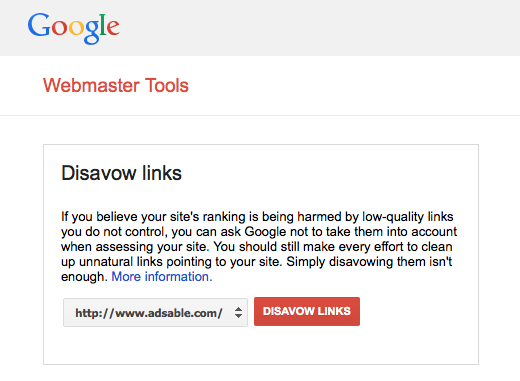 Google
Webmaster Tools
Disavow links
If you believe your site's ranking is being harmed by low-quality links
you do not control, you can ask Google not to take them into account
when assessing your site. You should still make every effort to clean
up unnatural links pointing to your site. Simply disavowing them isn't
enough. More information.
http://www.adsable.com/ DISAVOW LINKS